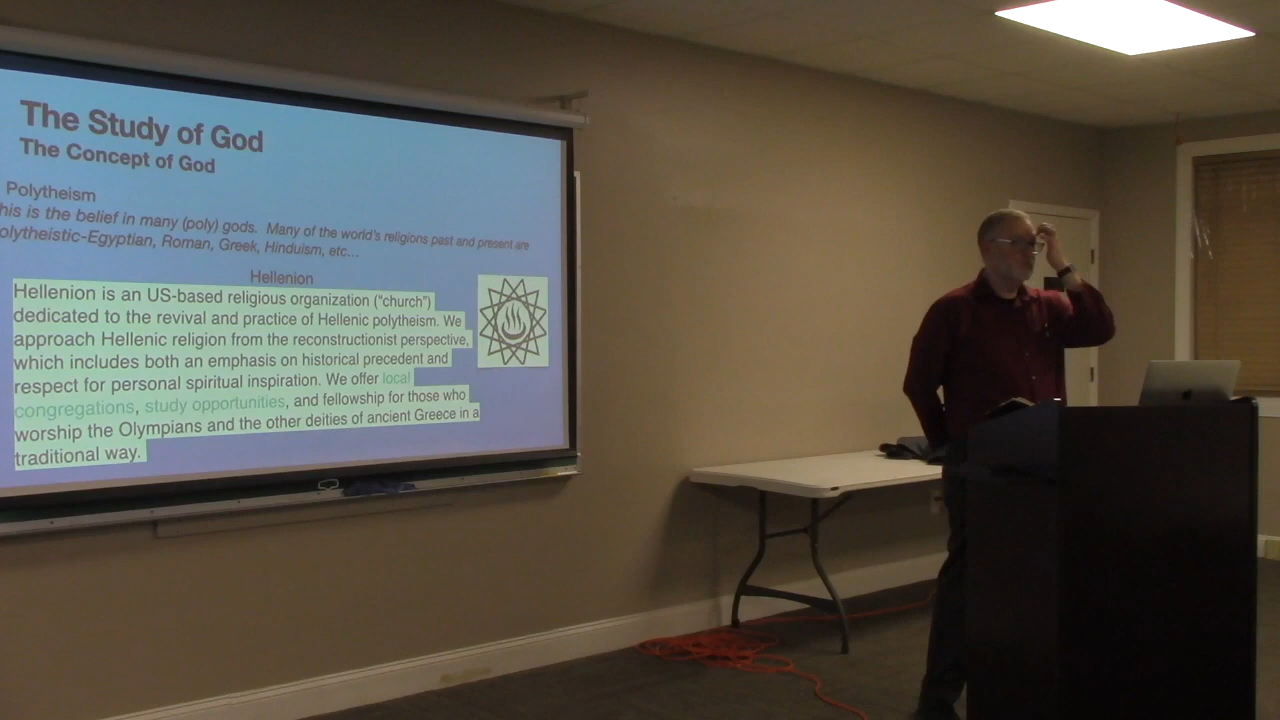 The Study of God
The Concept of God
Polytheism
his is the belief in many (poly) gods. Many of the world's religions past and present are
olytheistic-Egyptian, Roman, Greek, Hinduism, etc...
Hellenion
Hellenion is an US-based religious organization ("church")
dedicated to the revival and practice of Hellenic polytheism. We
approach Hellenic religion from the reconstructionist perspective,
which includes both an emphasis on historical precedent and
respect for personal spiritual inspiration. We offer local
congregations, study opportunities, and fellowship for those who
worship the Olympians and the other deities of ancient Greece in a
traditional way.